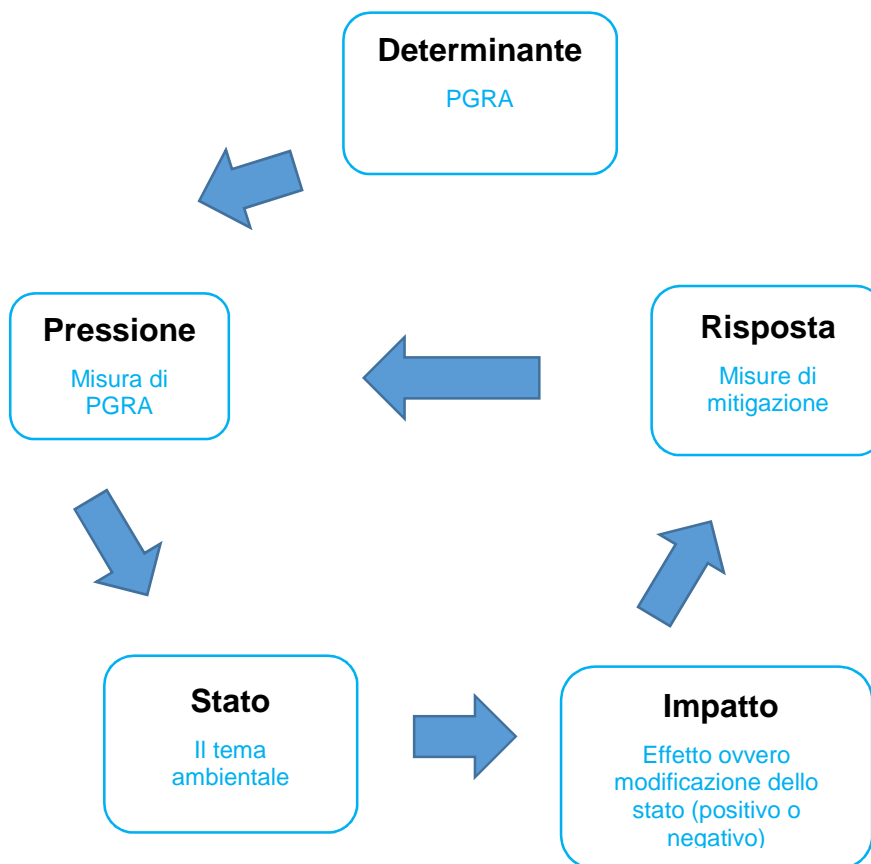 Determinante
PGRA
Pressione
Misura di
PGRA
Risposta
Misure di
mitigazione
Stato
Il tema
ambientale
Impatto
Effetto ovvero
modificazione dello
stato (positivo o
negativo)